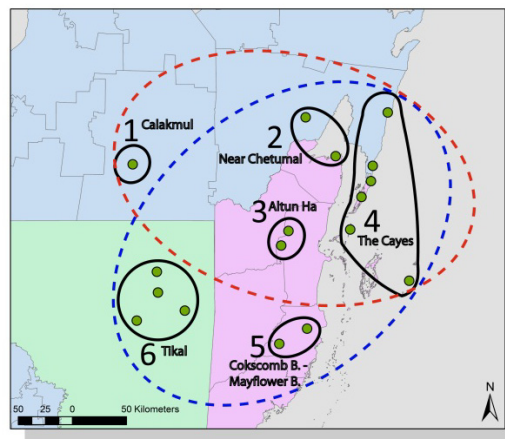 1
Calakmul
2
Near Chetumal
3
Altun Ha
4
The Cayes
5
Cokscomb B. -
Mayflower B.
6
Tikal
50 25 0 50 Kilometers
N